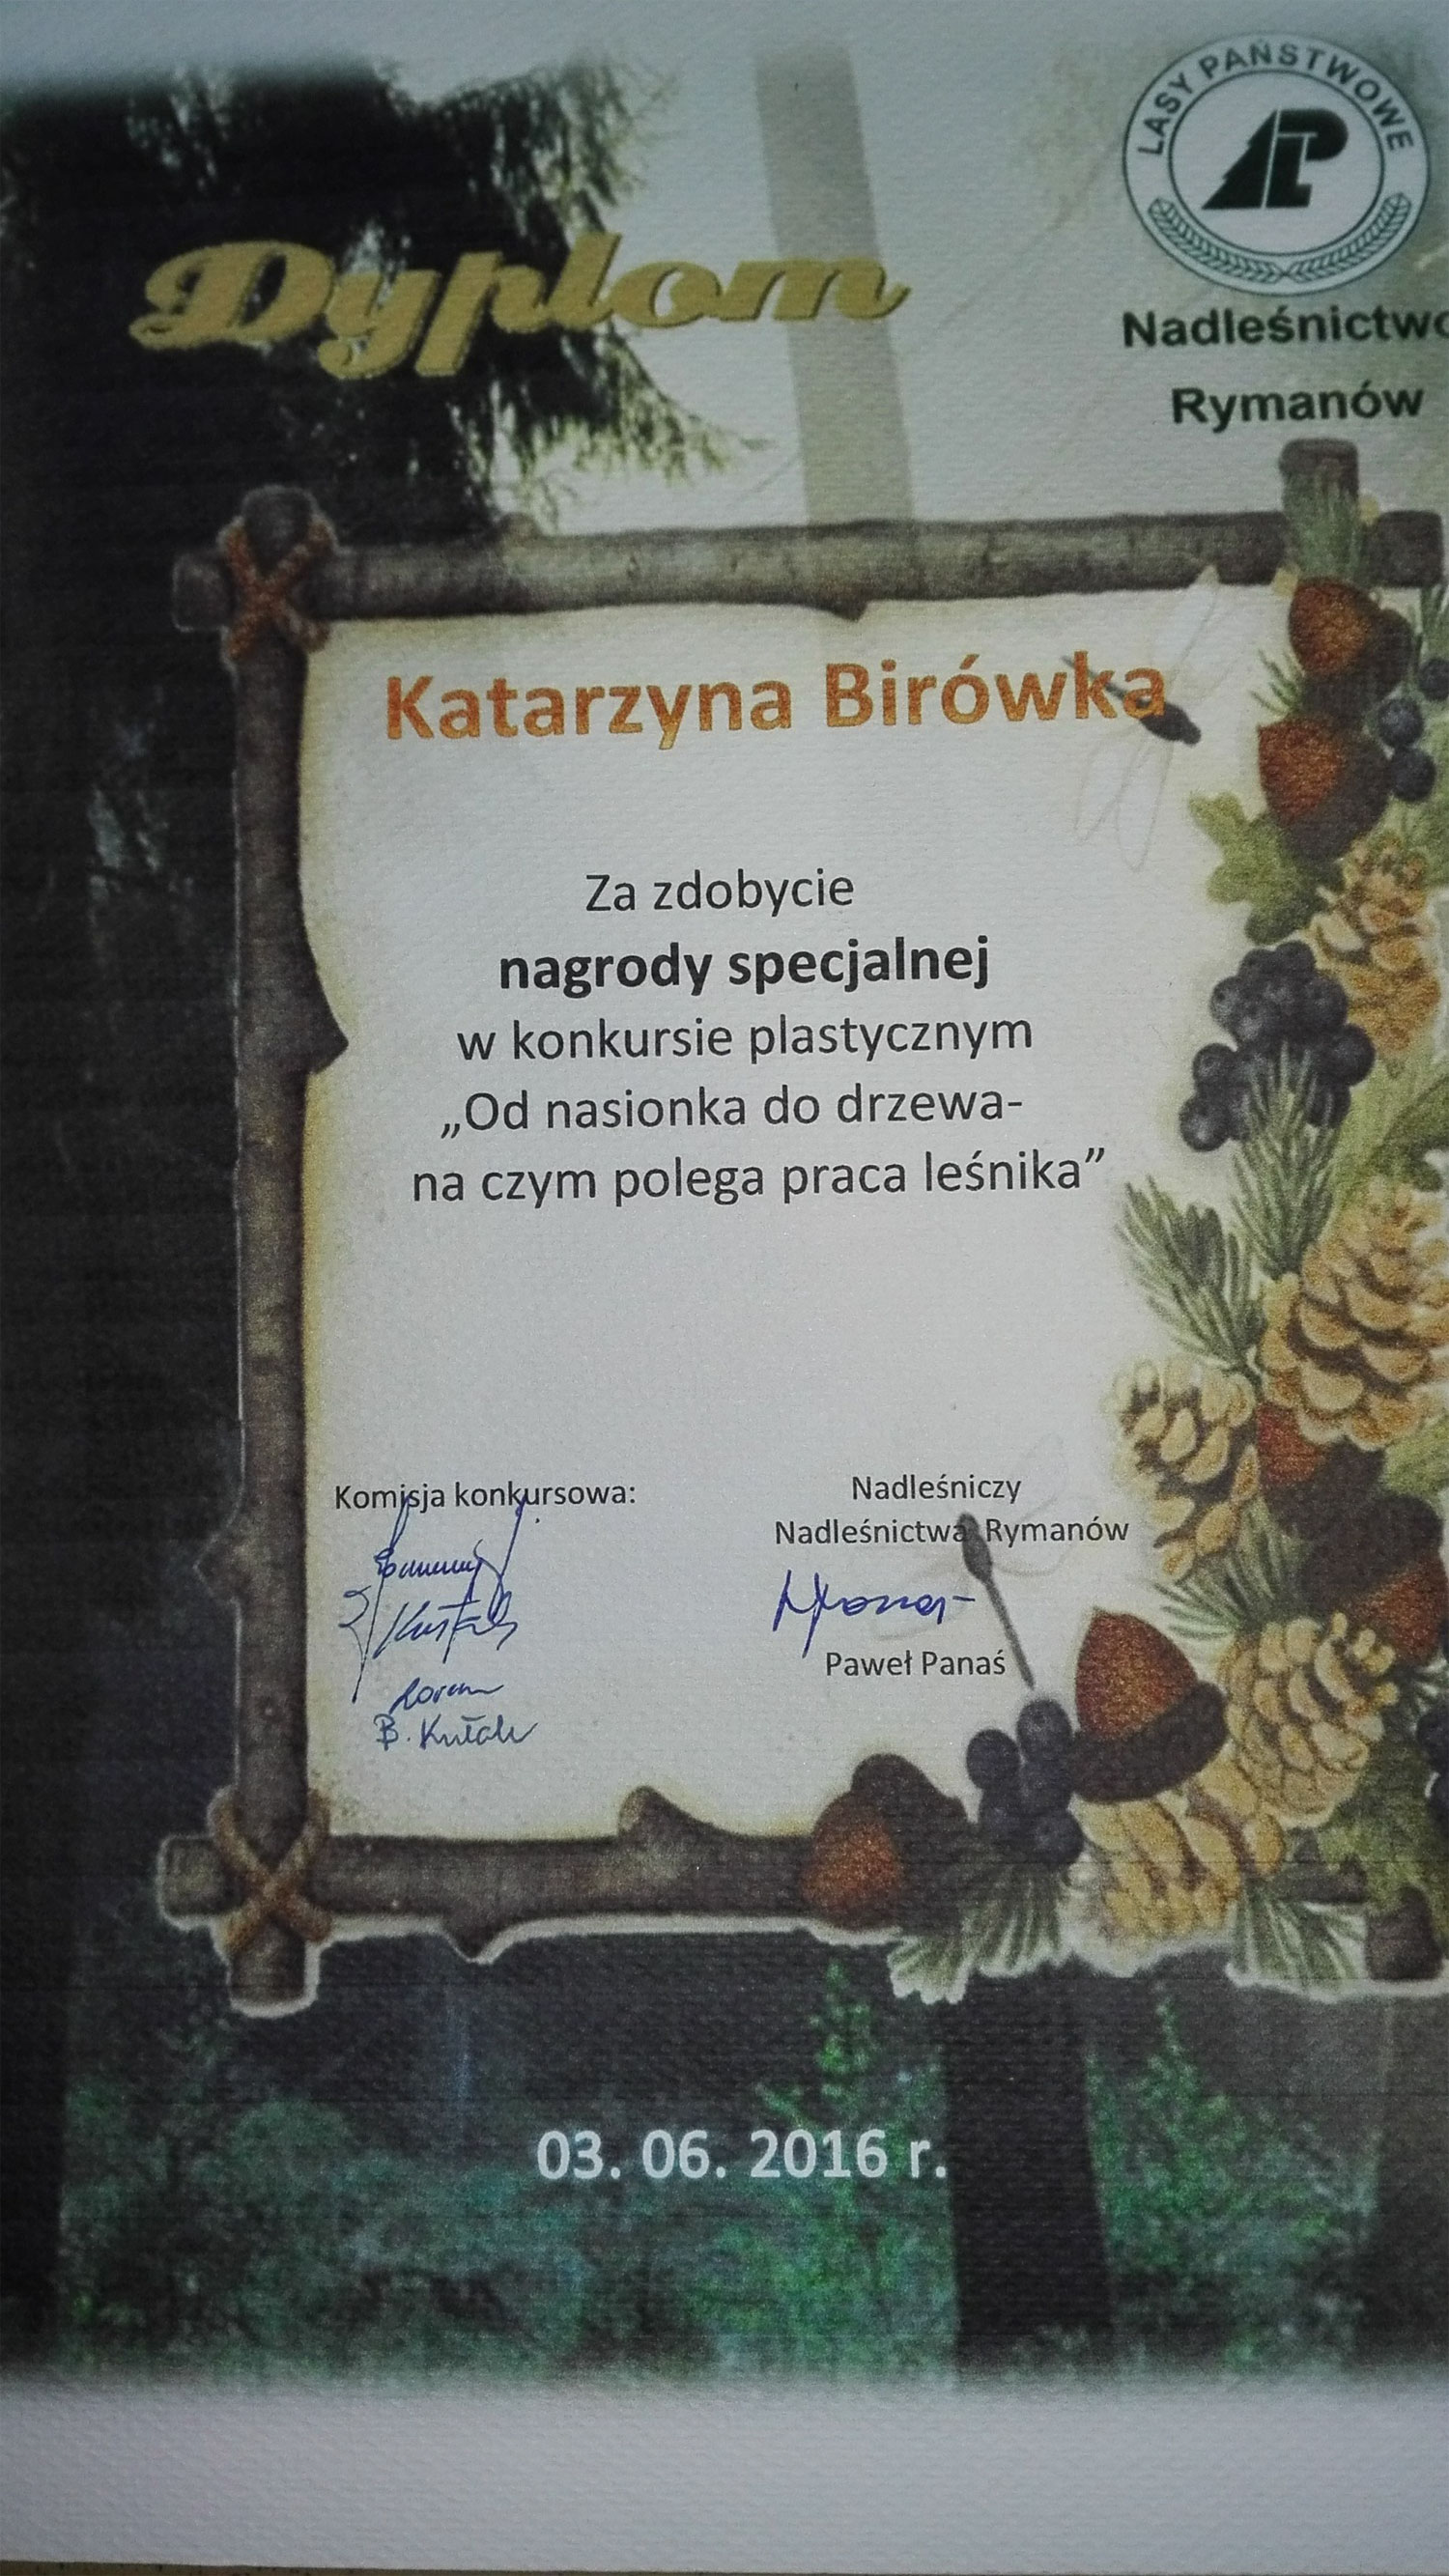 LASY PAŃSTWOWE
Dyplom
Nadleśnictwo
Rymanów
Katarzyna Birówka
Za zdobycie
nagrody specjalnej
w konkursie plastycznym
„Od nasionka do drzewa-
na czym polega praca leśnika”
Komisja konkursowa:
Nadleśniczy
Nadleśnictwa Rymanów
Paweł Panaś
03. 06. 2016 r.